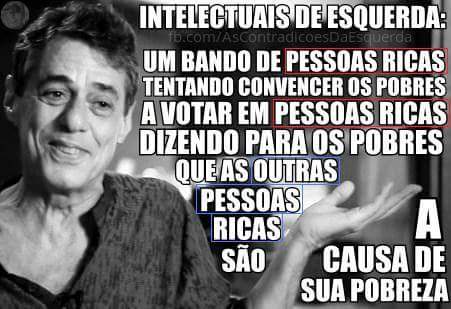 INTELECTUAIS DE ESQUERDA:
fb.com/AsContradicoesDaEsquerda
UM BANDO DE PESSOAS RICAS
TENTANDO CONVENCER OS POBRES
A VOTAR EM PESSOAS RICAS
DIZENDO PARA OS POBRES
QUE AS OUTRAS
PESSOAS
RICAS
SÃO A
CAUSA DE
SUA POBREZA